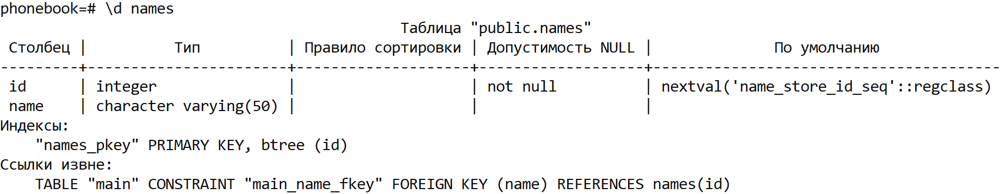 phonebook=# \d names
Таблица "public.names"
Столбец | Тип | Правило сортировки | Допустимость NULL | По умолчанию
---------+-----------------------+--------------------+-------------------+----------------------------------------
id | integer | | not null | nextval('name_store_id_seq'::regclass)
name | character varying(50) | | |
Индексы:
"names_pkey" PRIMARY KEY, btree (id)
Ссылки извне:
TABLE "main" CONSTRAINT "main_name_fkey" FOREIGN KEY (name) REFERENCES names(id)